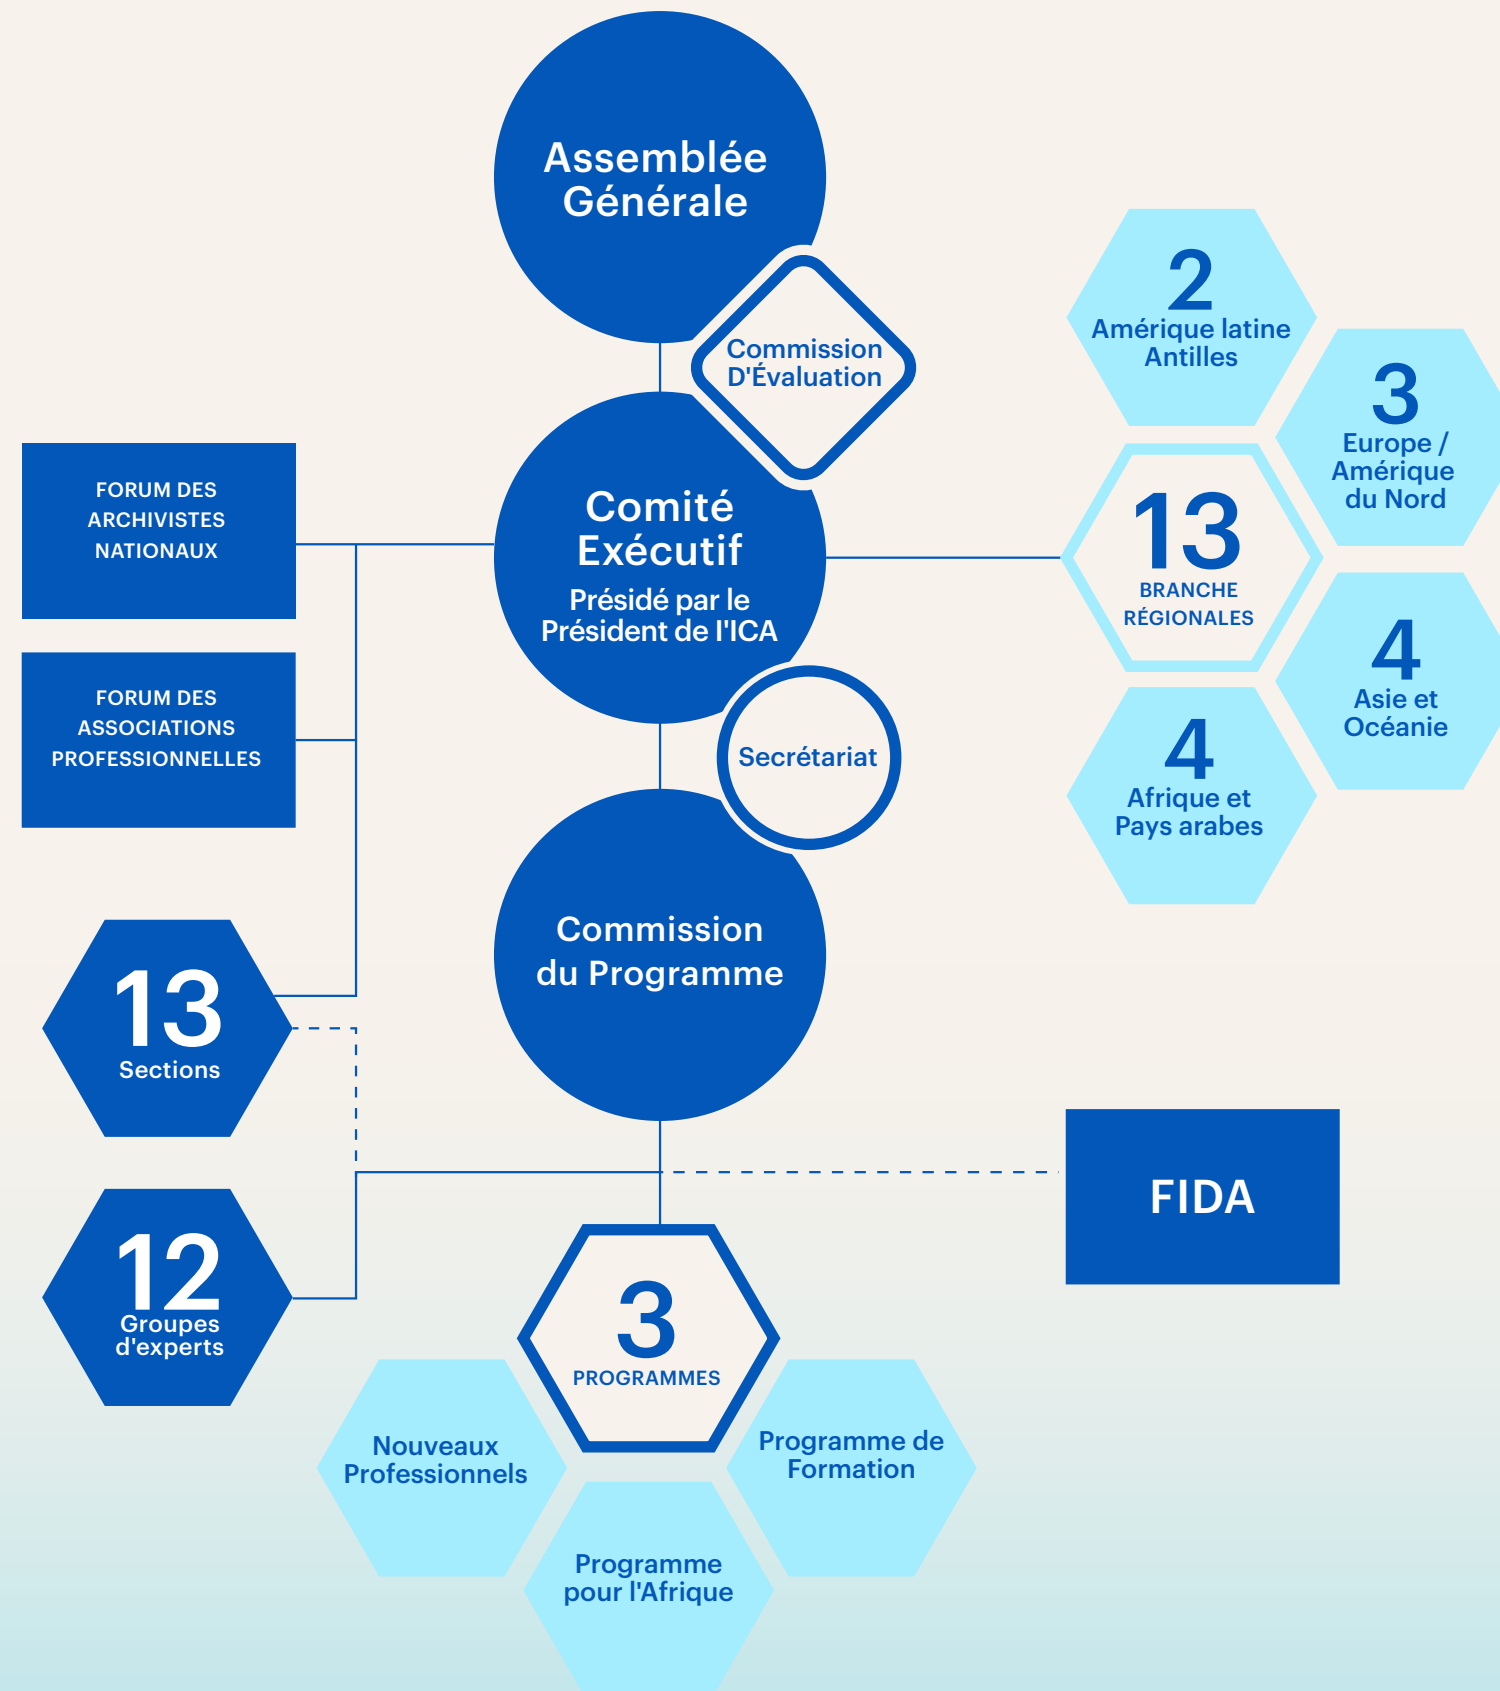 Assemblée
Générale
Commission
D'Évaluation
Comité
Exécutif
Présidé par le
Président de l'ICA
Secrétariat
Commission
du Programme
FORUM DES
ARCHIVISTES
NATIONAUX
FORUM DES
ASSOCIATIONS
PROFESSIONNELLES
13
Sections
12
Groupes
d'experts
2
Amérique latine
Antilles
3
Europe /
Amérique
du Nord
13
BRANCHE
RÉGIONALES
4
Asie et
Océanie
4
Afrique et
Pays arabes
FIDA
3
PROGRAMMES
Nouveaux
Professionnels
Programme de
Formation
Programme
pour l'Afrique